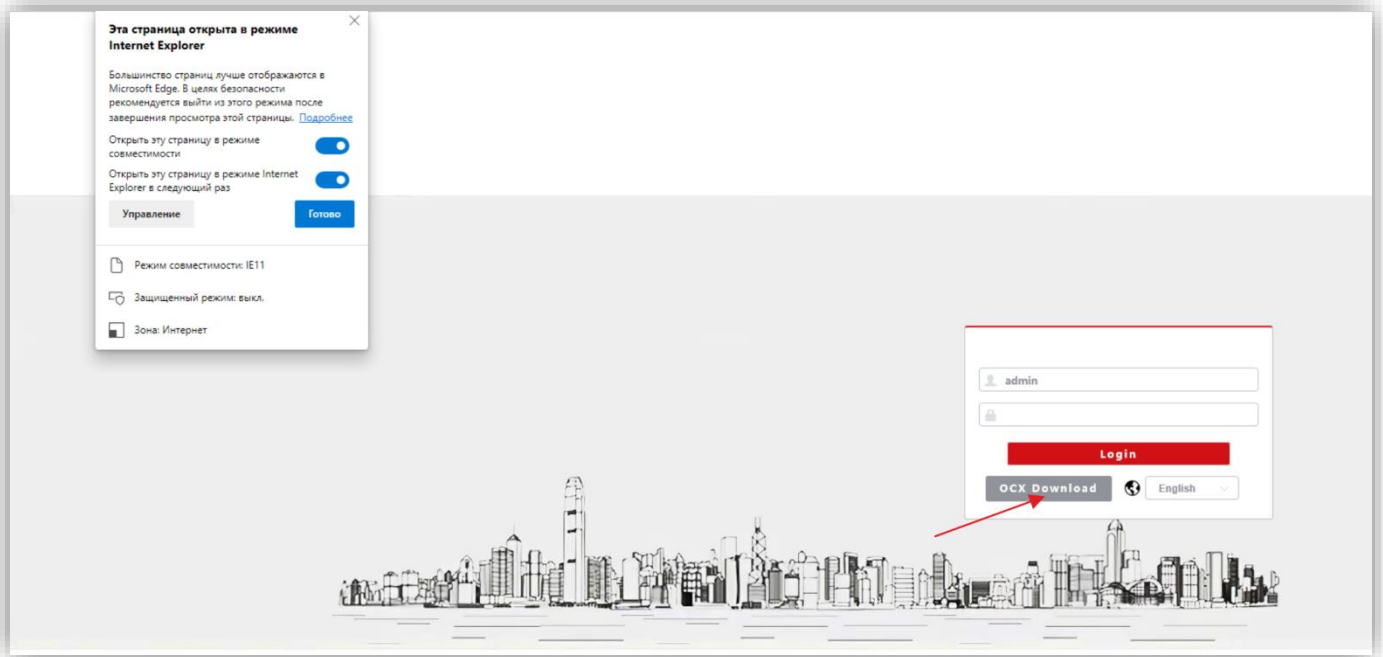 Эта страница открыта в режиме
Internet Explorer
Большинство страниц лучше отображаются в
Microsoft Edge. В целях безопасности
рекомендуется выйти из этого режима после
завершения просмотра этой страницы. Подробнее
Открыть эту страницу в режиме
совместимости
Открыть эту страницу в режиме Internet
Explorer в следующий раз
Управление
Готово
Режим совместимости: IE11
Защищенный режим: выкл.
Зона: Интернет
admin
Login
OCX Download
English